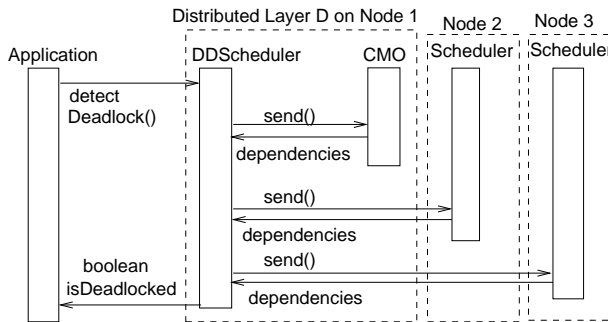 Distributed Layer D on Node 1
Node 2
Node 3
Application
DDScheduler
CMO
Scheduler
Scheduler
detect
Deadlock()
send()
dependencies
send()
dependencies
send()
dependencies
boolean
isDeadlocked